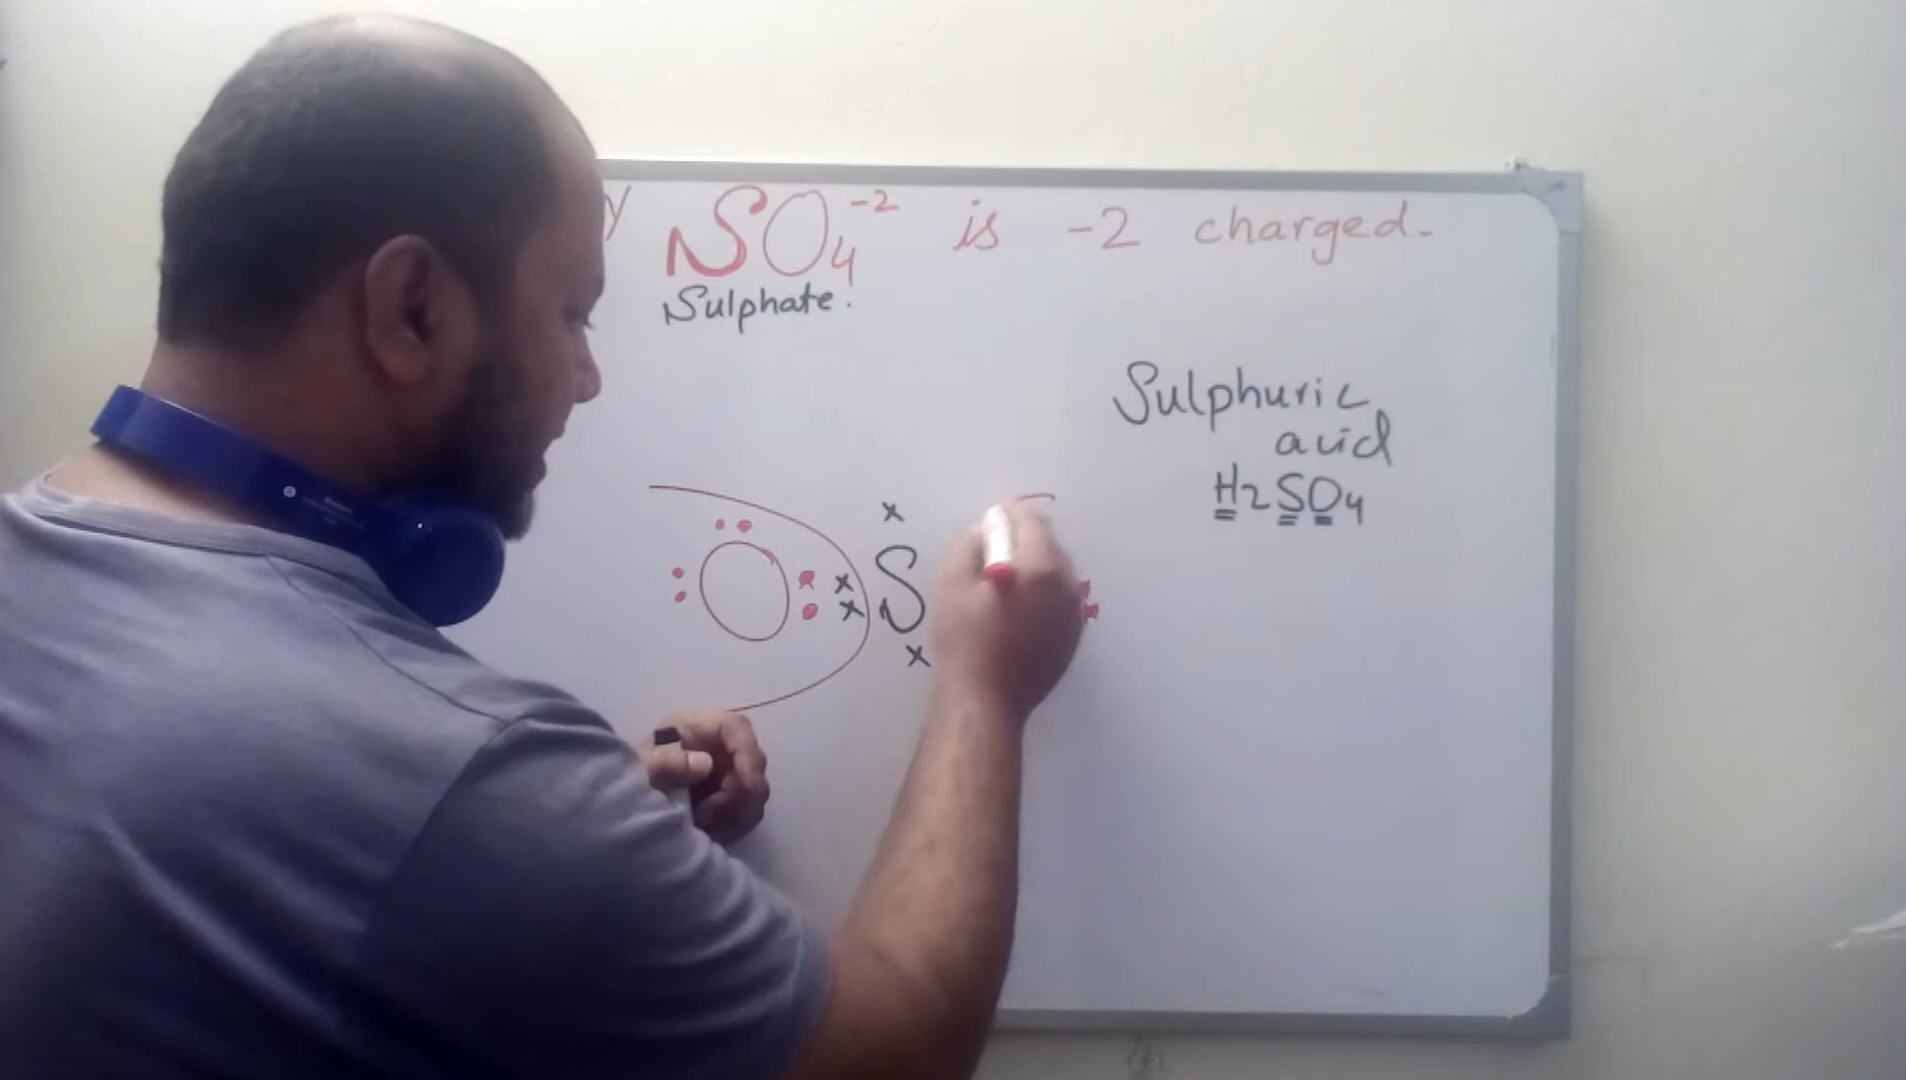 y SO₄⁻² is -2 charged.
Sulphate.
Sulphuric
acid
H2SO4
S
O